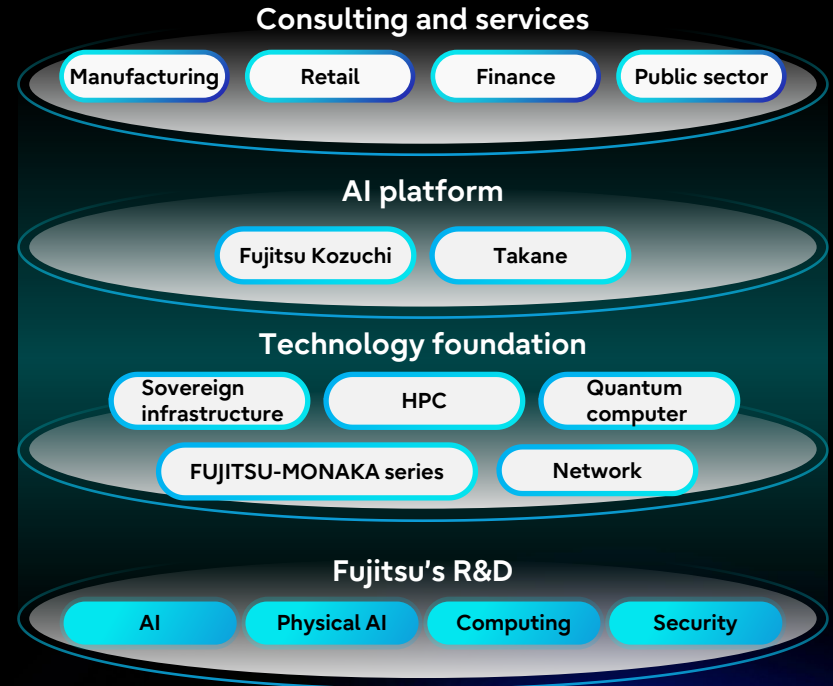 Consulting and services
Manufacturing
Retail
Finance
Public sector
AI platform
Fujitsu Kozuchi
Takane
Technology foundation
Sovereign
infrastructure
HPC
Quantum
computer
FUJITSU-MONAKA series
Network
Fujitsu's R&D
AI
Physical AI
Computing
Security